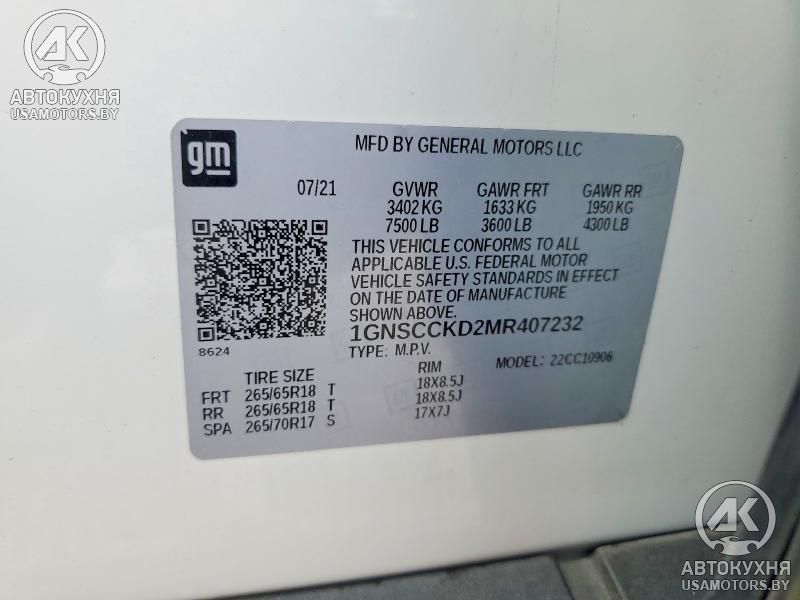 AK
АВТОКУХНЯ
USAMOTORS.BY
gm
MFD BY GENERAL MOTORS LLC
07/21 GVWR GAWR FRT GAWR RR
3402 KG 1633 KG 1950 KG
7500 LB 3600 LB 4300 LB
THIS VEHICLE CONFORMS TO ALL
APPLICABLE U.S. FEDERAL MOTOR
VEHICLE SAFETY STANDARDS IN EFFECT
ON THE DATE OF MANUFACTURE
SHOWN ABOVE.
1GNSCCKD2MR407232
8624 TYPE: M.P.V. MODEL: 22CC10906
TIRE SIZE RIM
FRT 265/65R18 T 18X8.5J
RR 265/65R18 T 18X8.5J
SPA 265/70R17 S 17X7J
AK
АВТОКУХНЯ
USAMOTORS.BY